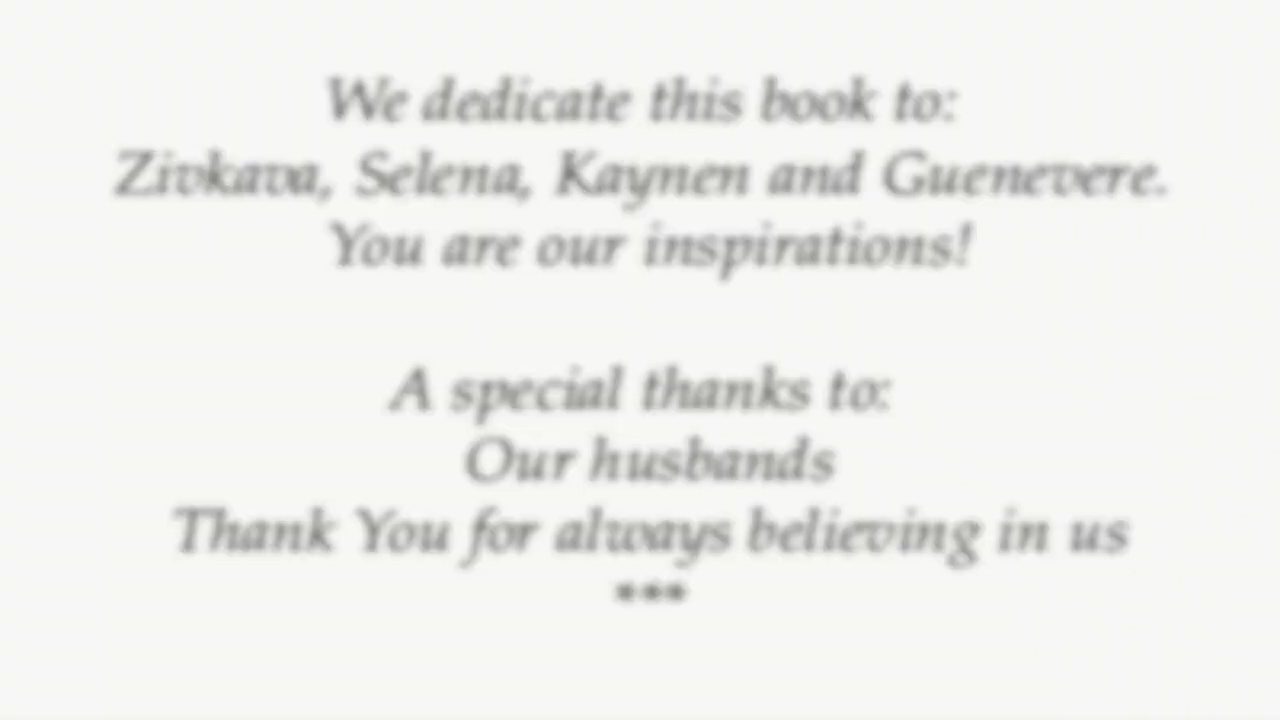 We dedicate this book to:
Zivkava, Selena, Kaynen and Guenevere.
You are our inspirations!
A special thanks to:
Our husbands
Thank You for always believing in us
***